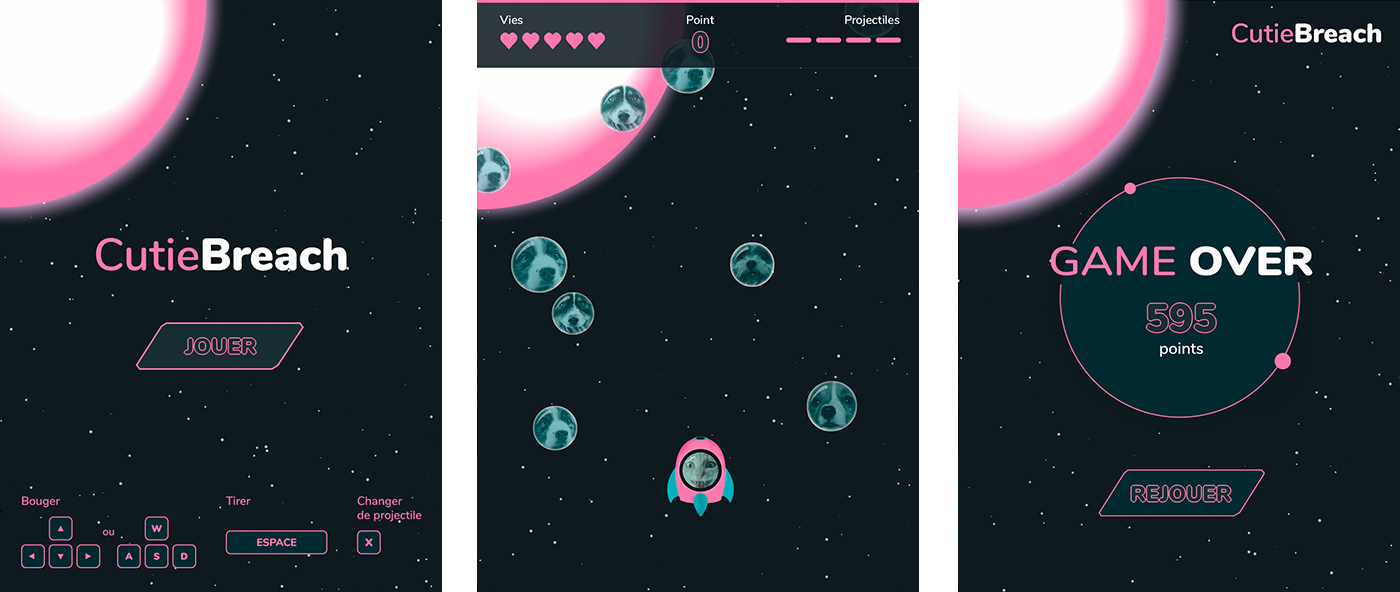 CutieBreach
JOUER
Bouger
ou
W
A S D
Tirer
ESPACE
Changer
de projectile
X
Vies
Point
0
Projectiles
CutieBreach
GAME OVER
595
points
REJOUER